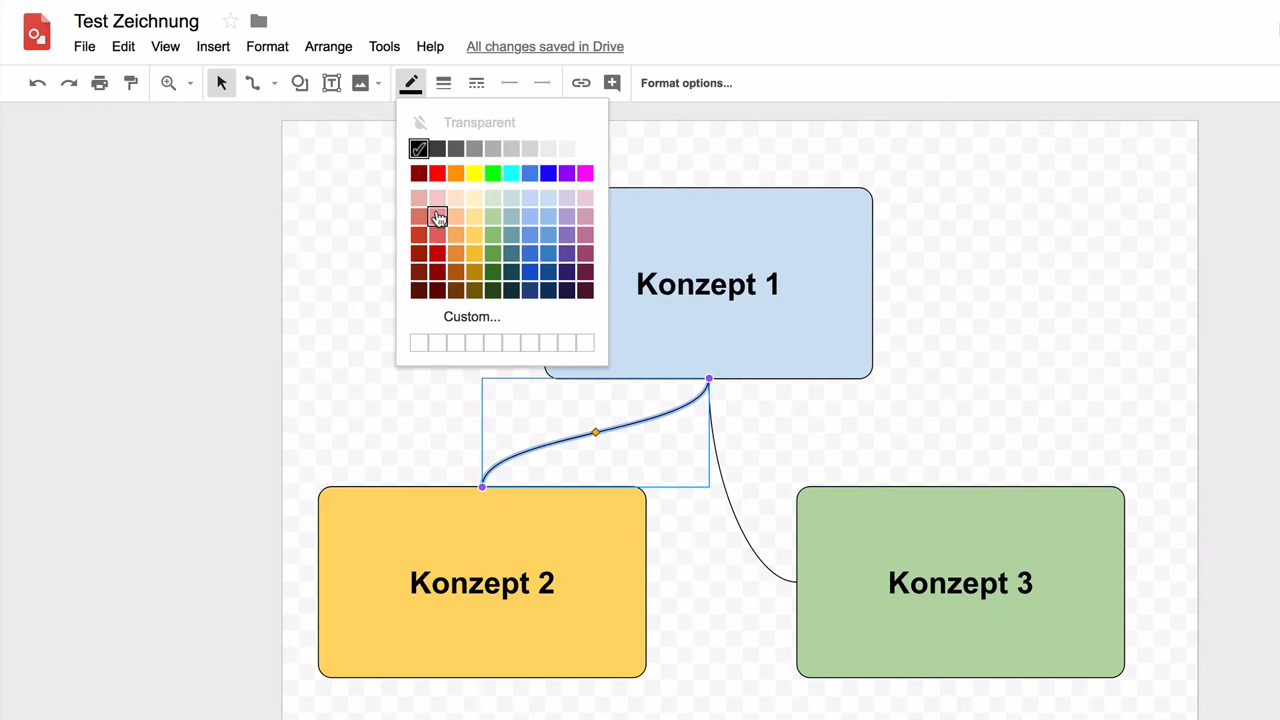 Test Zeichnung
File Edit View Insert Format Arrange Tools Help All changes saved in Drive
Format options...
Transparent
Custom...
Konzept 1
Konzept 2 Konzept 3